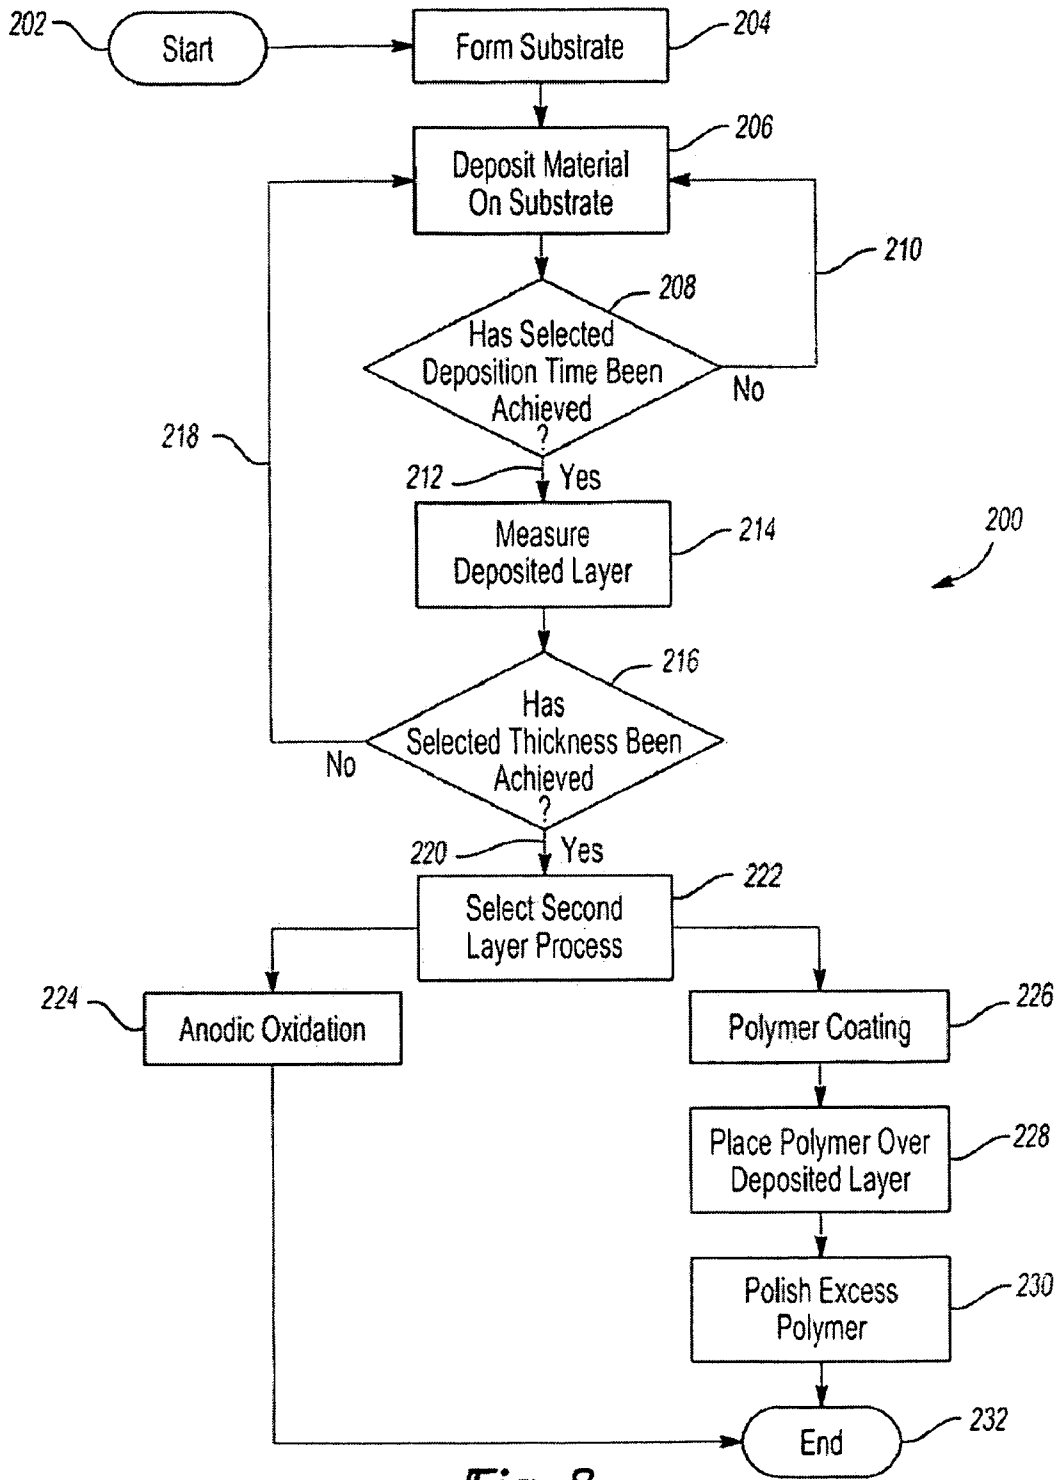 202
Start
Form Substrate
204
206
Deposit Material
On Substrate
210
208
Has Selected
Deposition Time Been
Achieved
?
No
218
212
Yes
Measure
Deposited Layer
214
200
216
Has
Selected Thickness Been
Achieved
?
No
220
Yes
222
Select Second
Layer Process
224
Anodic Oxidation
Polymer Coating
226
Place Polymer Over
Deposited Layer
228
Polish Excess
Polymer
230
End
232
Fig. 8